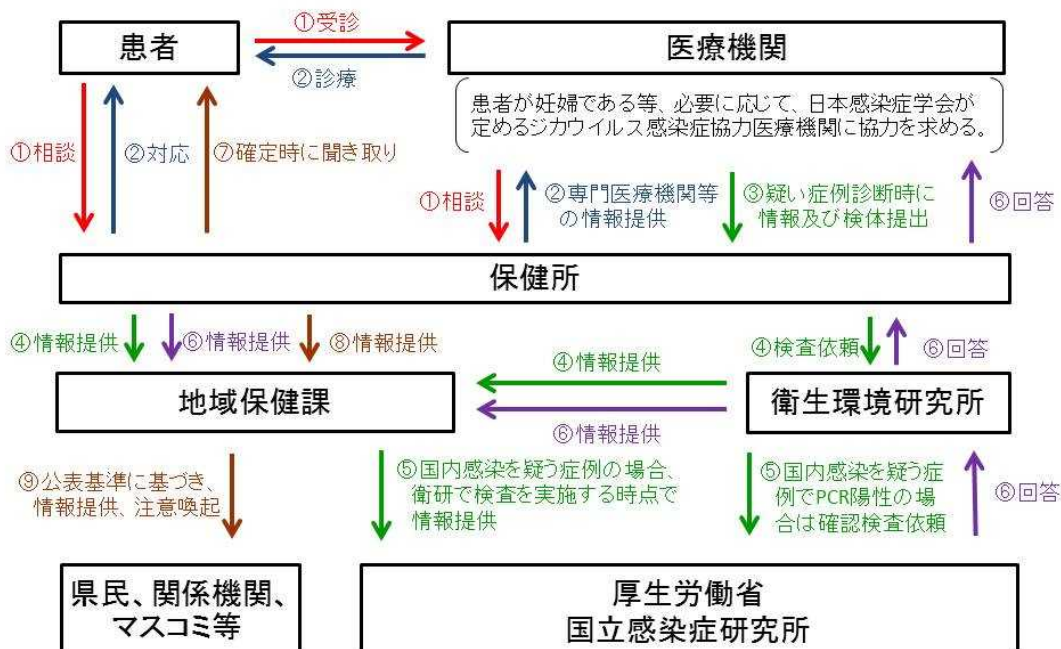 ①受診
患者
医療機関
②診療
患者が妊婦である等、必要に応じて、日本感染症学会が
定めるジカウイルス感染症協力医療機関に協力を求める。
①相談
②対応
⑦確定時に聞き取り
①相談
②専門医療機関等
の情報提供
③疑い症例診断時に
情報及び検体提出
⑥回答
保健所
④情報提供
⑥情報提供
⑧情報提供
④検査依頼
⑥回答
④情報提供
地域保健課
衛生環境研究所
⑥情報提供
⑨公表基準に基づき、
情報提供、注意喚起
⑤国内感染を疑う症例の場合、
衛研で検査を実施する時点で
情報提供
⑤国内感染を疑う症
例でPCR陽性の場
合は確認検査依頼
⑥回答
県民、関係機関、
マスコミ等
厚生労働省
国立感染症研究所